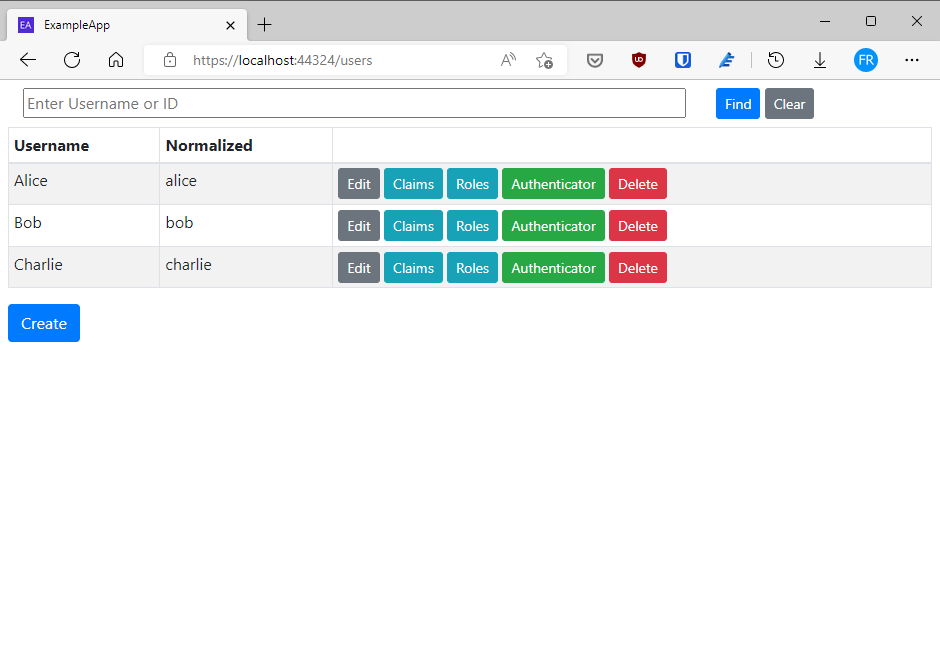 EA ExampleApp
https://localhost:44324/users
FR
Enter Username or ID Find Clear
Username Normalized
Alice alice Edit Claims Roles Authenticator Delete
Bob bob Edit Claims Roles Authenticator Delete
Charlie charlie Edit Claims Roles Authenticator Delete
Create